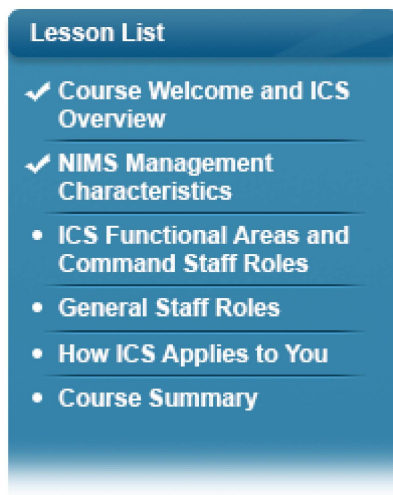 Lesson List
Course Welcome and ICS
Overview
NIMS Management
Characteristics
ICS Functional Areas and
Command Staff Roles
General Staff Roles
How ICS Applies to You
Course Summary